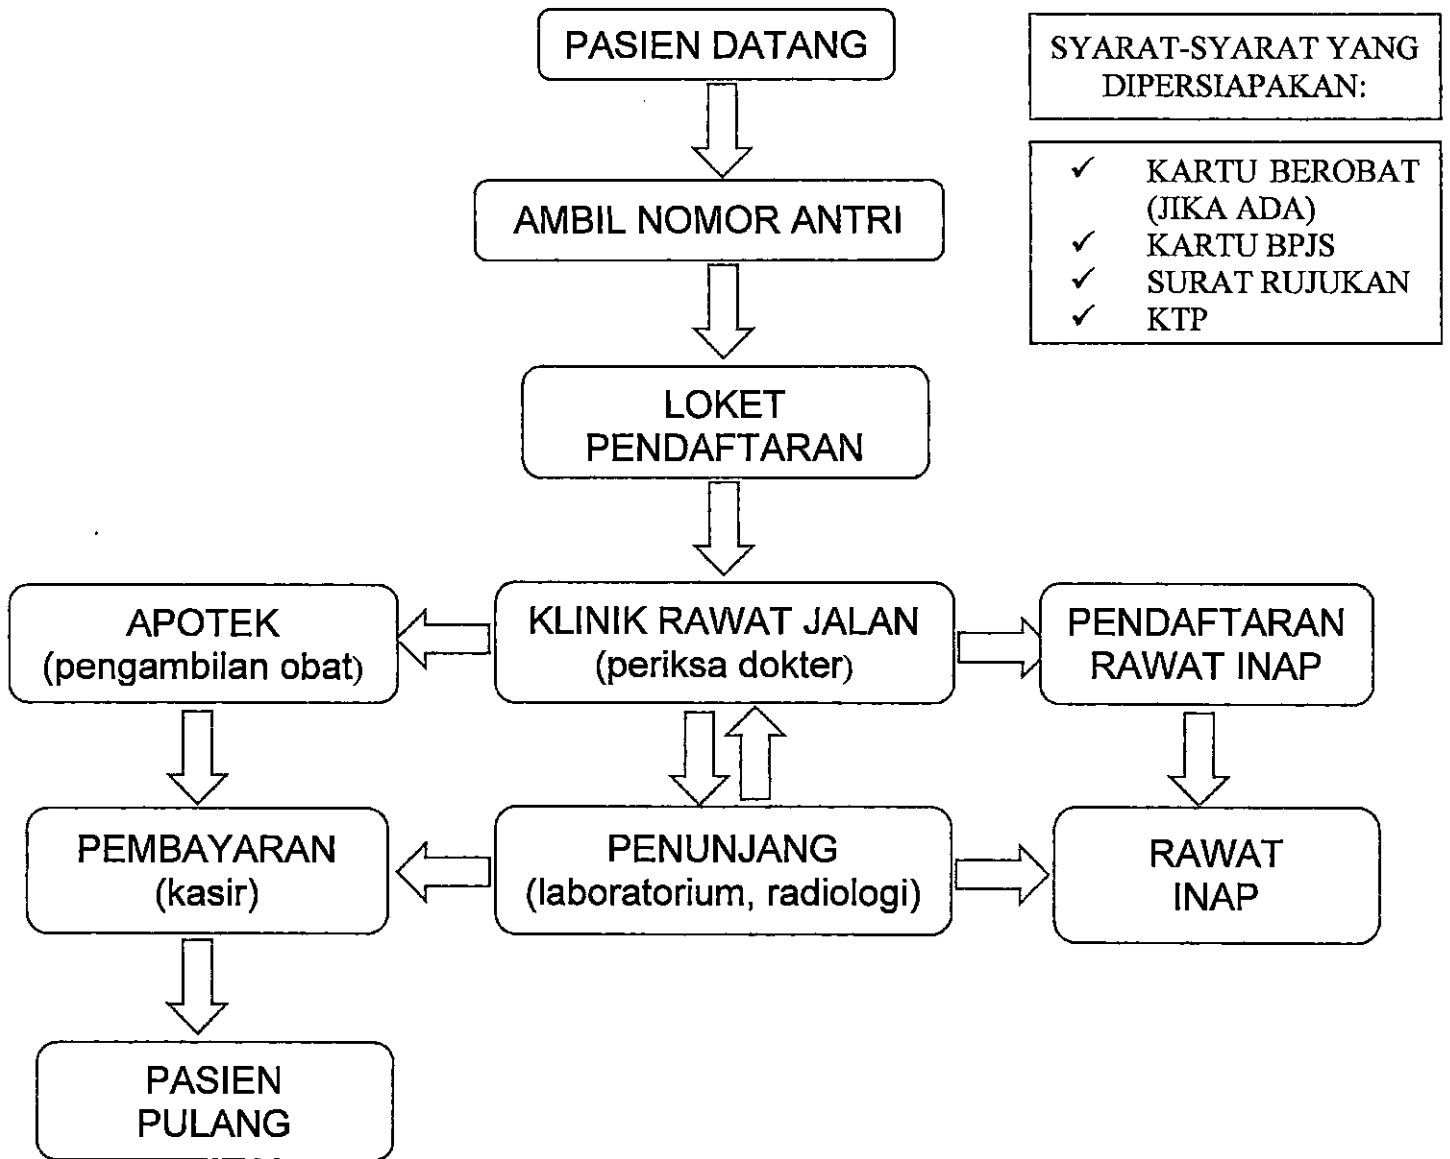 PASIEN DATANG
SYARAT-SYARAT YANG
DIPERSIAPAKAN:
✓ KARTU BEROBAT
(JIKA ADA)
✓ KARTU BPJS
✓ SURAT RUJUKAN
✓ KTP
AMBIL NOMOR ANTRI
LOKET
PENDAFTARAN
APOTEK
(pengambilan obat)
KLINIK RAWAT JALAN
(periksa dokter)
PENDAFTARAN
RAWAT INAP
PEMBAYARAN
(kasir)
PENUNJANG
(laboratorium, radiologi)
RAWAT
INAP
PASIEN
PULANG